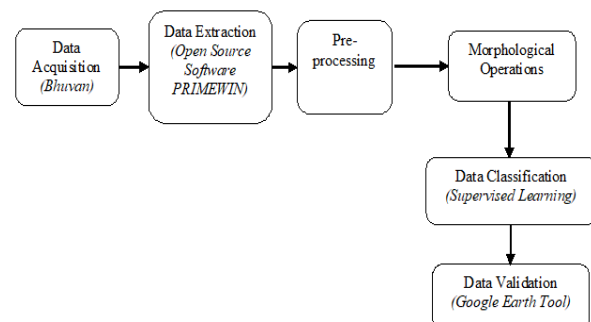 Data
Acquisition
(Bhuvan)
Data Extraction
(Open Source
Software
PRIMEWIN)
Pre-
processing
Morphological
Operations
Data Classification
(Supervised Learning)
Data Validation
(Google Earth Tool)